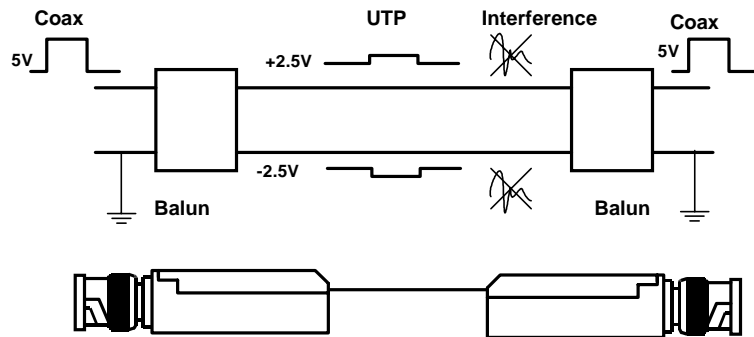 Coax
UTP
Interference
Coax
5V
+2.5V
5V
-2.5V
Balun
Balun